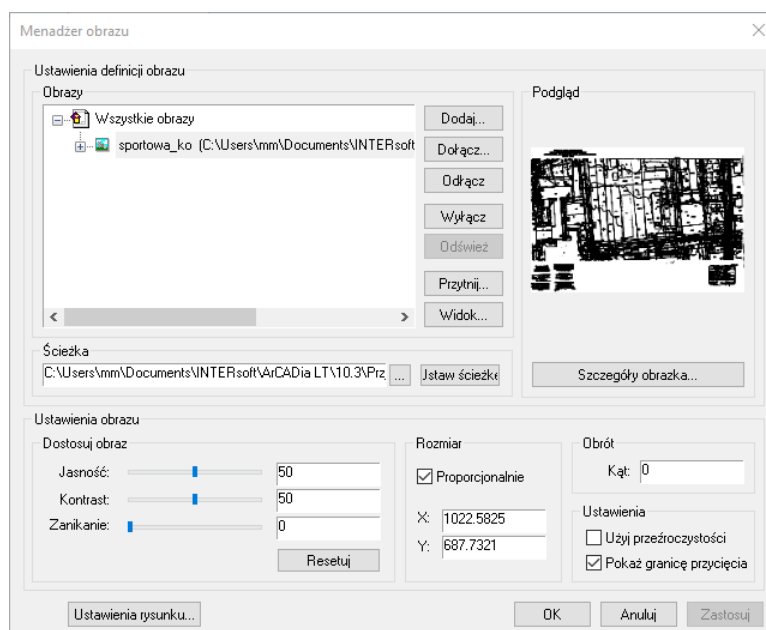 Menadżer obrazu
Ustawienia definicji obrazu
Obrazy
Wszystkie obrazy
sportowa_ko (C:\Users\mm\Documents\INTERsoft
Dodaj...
Dołącz...
Odłącz
Wyłącz
Odśwież
Przytnij...
Widok...
Podgląd
Szczegóły obrazka...
Ścieżka
C:\Users\mm\Documents\INTERsoft\ArCADia LT\10.3\Prz
...
Jstaw ścieżkę
Ustawienia obrazu
Dostosuj obraz
Jasność: 50
Kontrast: 50
Zanikanie: 0
Resetuj
Rozmiar
Proporcjonalnie
X: 1022.5825
Y: 687.7321
Obrót
Kąt: 0
Ustawienia
Użyj przeźroczystości
Pokaż granicę przycięcia
Ustawienia rysunku...
OK
Anuluj
Zastosuj